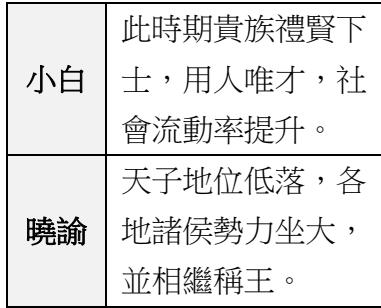 小白
此時期貴族禮賢下
士，用人唯才，社
會流動率提升。
曉諭
天子地位低落，各
地諸侯勢力坐大，
並相繼稱王。